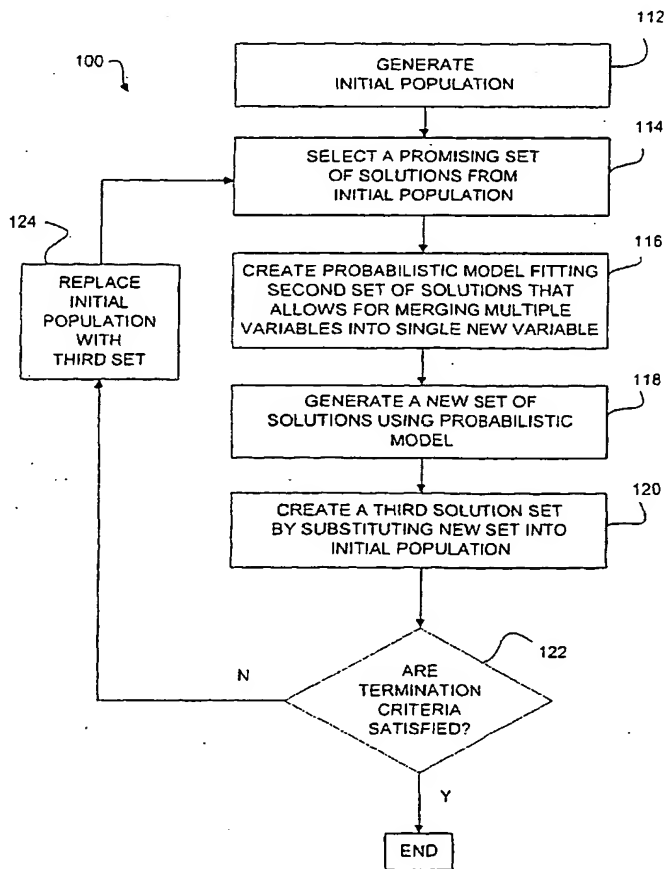 112
100
GENERATE
INITIAL POPULATION
114
SELECT A PROMISING SET
OF SOLUTIONS FROM
INITIAL POPULATION
124
116
REPLACE
INITIAL
POPULATION
WITH
THIRD SET
CREATE PROBABILISTIC MODEL FITTING
SECOND SET OF SOLUTIONS THAT
ALLOWS FOR MERGING MULTIPLE
VARIABLES INTO SINGLE NEW VARIABLE
118
GENERATE A NEW SET OF
SOLUTIONS USING PROBABILISTIC
MODEL
120
CREATE A THIRD SOLUTION SET
BY SUBSTITUTING NEW SET INTO
INITIAL POPULATION
122
N
ARE
TERMINATION
CRITERIA
SATISFIED?
Y
END